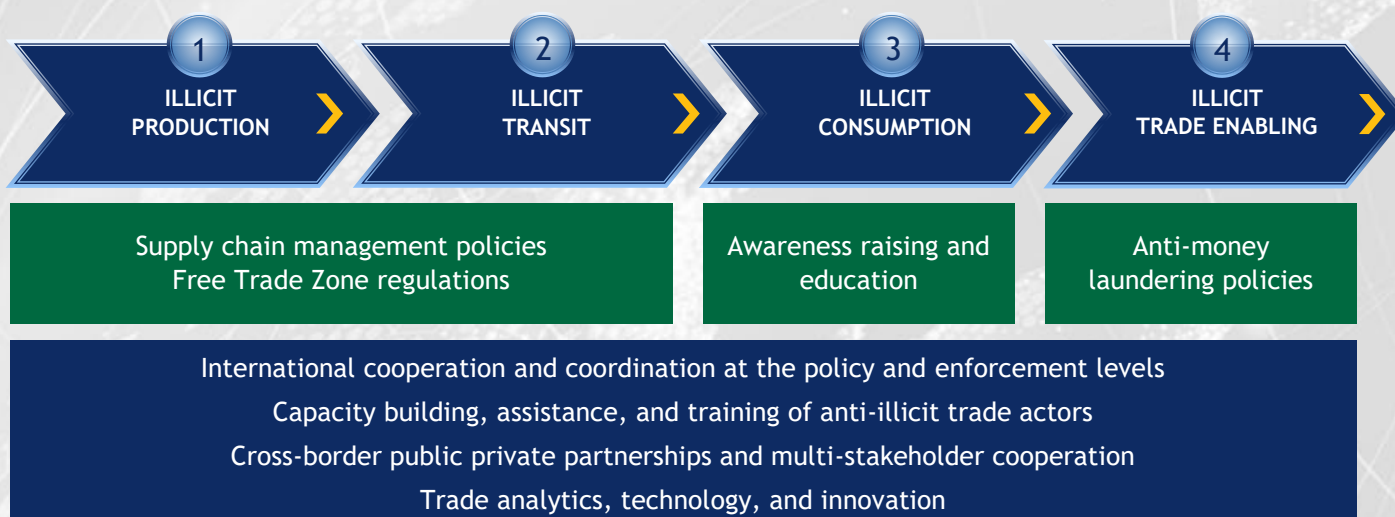 1
ILLICIT
PRODUCTION
2
ILLICIT
TRANSIT
3
ILLICIT
CONSUMPTION
4
ILLICIT
TRADE ENABLING
Supply chain management policies
Free Trade Zone regulations
Awareness raising and
education
Anti-money
laundering policies
International cooperation and coordination at the policy and enforcement levels
Capacity building, assistance, and training of anti-illicit trade actors
Cross-border public private partnerships and multi-stakeholder cooperation
Trade analytics, technology, and innovation